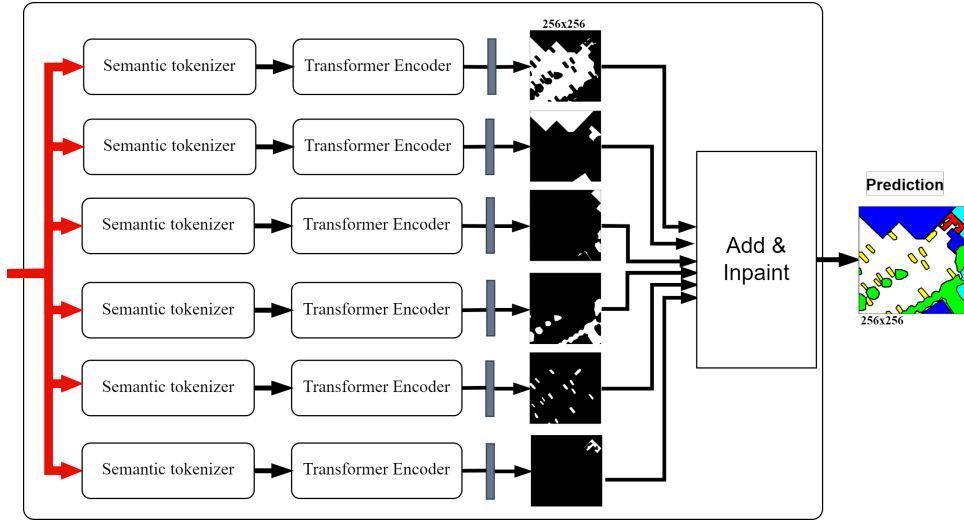 256x256
Semantic tokenizer
Transformer Encoder
Semantic tokenizer
Transformer Encoder
Semantic tokenizer
Transformer Encoder
Semantic tokenizer
Transformer Encoder
Semantic tokenizer
Transformer Encoder
Semantic tokenizer
Transformer Encoder
Add &
Inpaint
Prediction
256x256